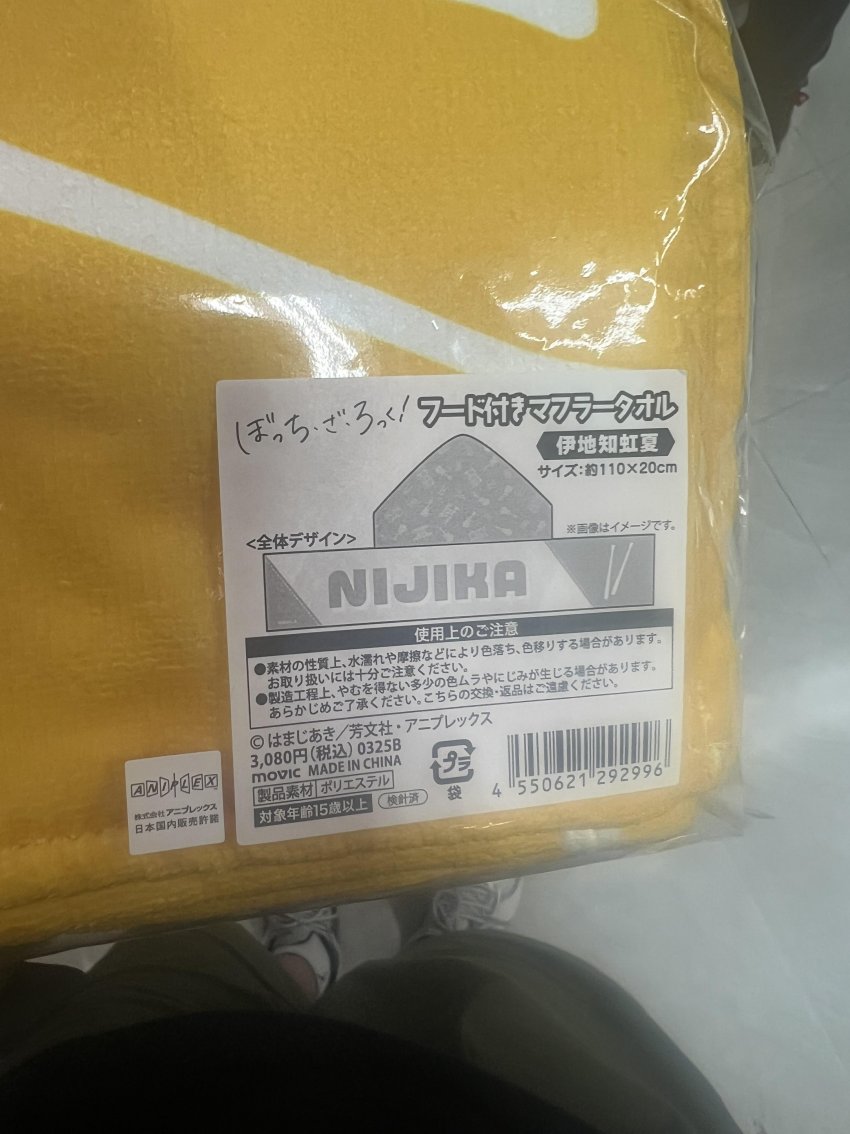 ぼっち・ざ・ろっく!
フード付きマフラータオル
伊地知虹夏
サイズ:約110×20cm
※画像はイメージです。
<全体デザイン>
NIJIKA
使用上のご注意
●素材の性質上、水濡れや摩擦などにより色落ち、色移りする場合があります。
お取り扱いには十分ご注意ください。
●製造工程上、やむを得ない多少の色ムラやにじみが生じる場合があります。
あらかじめご了承ください。こちらの交換・返品はご遠慮ください。
©はまじあき/芳文社・アニプレックス
3,080円(税込) 0325B
movic MADE IN CHINA
製品素材 ポリエステル
対象年齢15歳以上 検針済
プラ
袋
4 550621 292996
ANIPLEX
株式会社アニプレックス
日本国内販売許諾